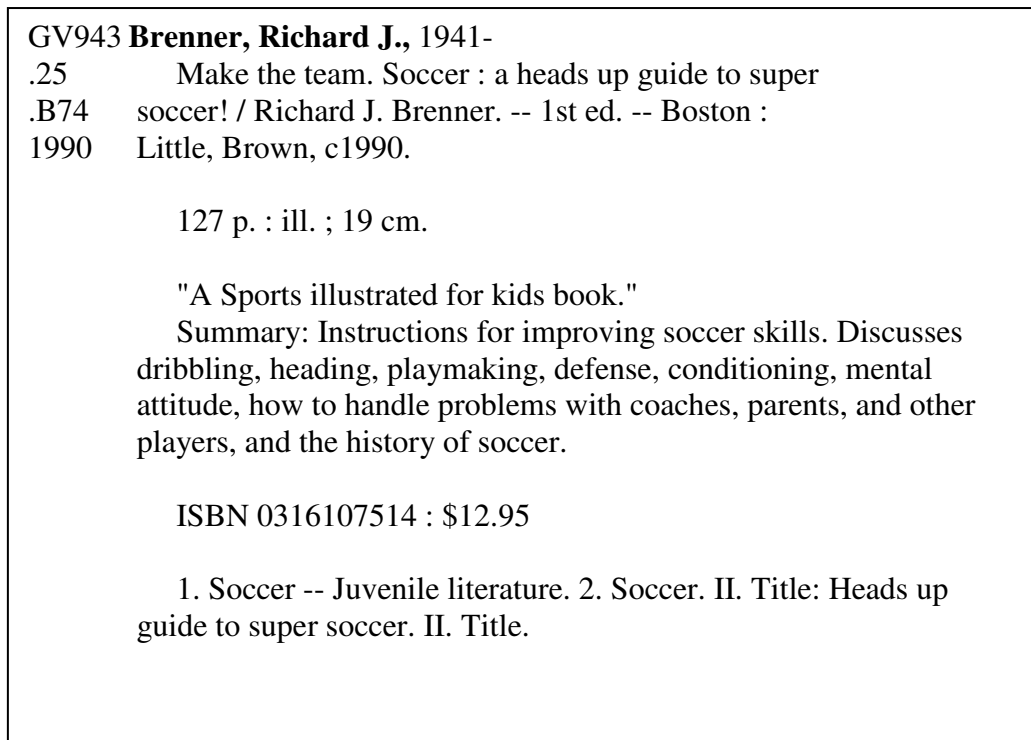 GV943 Brenner, Richard J., 1941-
.25 Make the team. Soccer : a heads up guide to super
.B74 soccer! / Richard J. Brenner. -- 1st ed. -- Boston :
1990 Little, Brown, c1990.
127 p. : ill. ; 19 cm.
"A Sports illustrated for kids book."
Summary: Instructions for improving soccer skills. Discusses
dribbling, heading, playmaking, defense, conditioning, mental
attitude, how to handle problems with coaches, parents, and other
players, and the history of soccer.
ISBN 0316107514 : $12.95
1. Soccer -- Juvenile literature. 2. Soccer. II. Title: Heads up
guide to super soccer. II. Title.